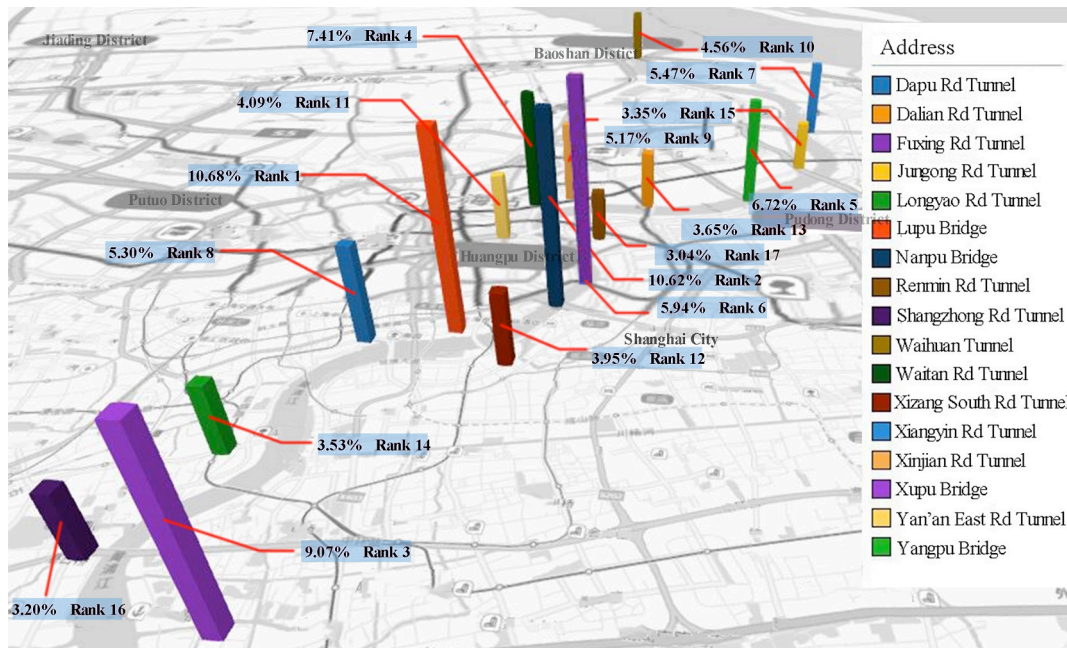 Jiading District
7.41% Rank 4
Baoshan Distict
4.56% Rank 10
5.47% Rank 7
4.09% Rank 11
3.35% Rank 15
5.17% Rank 9
10.68% Rank 1
Putuo District
6.72% Rank 5
Pudong District
3.65% Rank 13
5.30% Rank 8
Huangpu District
3.04% Rank 17
10.62% Rank 2
5.94% Rank 6
Shanghai City
3.95% Rank 12
3.53% Rank 14
9.07% Rank 3
3.20% Rank 16
Address
Dapu Rd Tunnel
Dalian Rd Tunnel
Fuxing Rd Tunnel
Jungong Rd Tunnel
Longyao Rd Tunnel
Lupu Bridge
Nanpu Bridge
Renmin Rd Tunnel
Shangzhong Rd Tunnel
Waihuan Tunnel
Waitan Rd Tunnel
Xizang South Rd Tunnel
Xiangyin Rd Tunnel
Xinjian Rd Tunnel
Xupu Bridge
Yan'an East Rd Tunnel
Yangpu Bridge